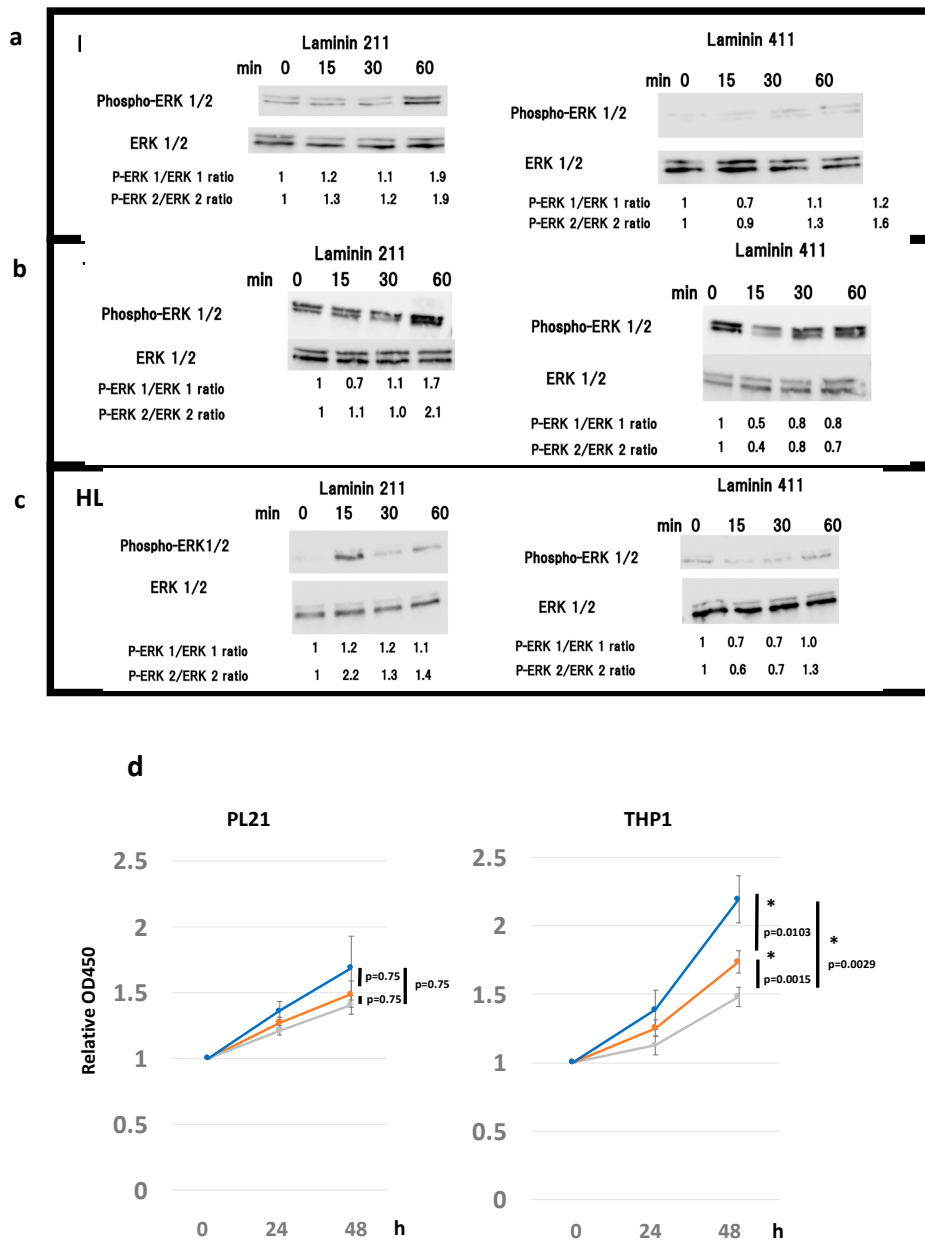 a
Laminin 211
min 0 15 30 60
Phospho-ERK 1/2
ERK 1/2
P-ERK 1/ERK 1 ratio 1 1.2 1.1 1.9
P-ERK 2/ERK 2 ratio 1 1.3 1.2 1.9
Laminin 411
min 0 15 30 60
Phospho-ERK 1/2
ERK 1/2
P-ERK 1/ERK 1 ratio 1 0.7 1.1 1.2
P-ERK 2/ERK 2 ratio 1 0.9 1.3 1.6
b
Laminin 211
min 0 15 30 60
Phospho-ERK 1/2
ERK 1/2
P-ERK 1/ERK 1 ratio 1 0.7 1.1 1.7
P-ERK 2/ERK 2 ratio 1 1.1 1.0 2.1
Laminin 411
min 0 15 30 60
Phospho-ERK 1/2
ERK 1/2
P-ERK 1/ERK 1 ratio 1 0.5 0.8 0.8
P-ERK 2/ERK 2 ratio 1 0.4 0.8 0.7
c HL
Laminin 211
min 0 15 30 60
Phospho-ERK1/2
ERK 1/2
P-ERK 1/ERK 1 ratio 1 1.2 1.2 1.1
P-ERK 2/ERK 2 ratio 1 2.2 1.3 1.4
Laminin 411
min 0 15 30 60
Phospho-ERK 1/2
ERK 1/2
P-ERK 1/ERK 1 ratio 1 0.7 0.7 1.0
P-ERK 2/ERK 2 ratio 1 0.6 0.7 1.3
d
PL21
Relative OD450
2.5
2
1.5
1
0.5
0
p=0.75
p=0.75
p=0.75
0 24 48 h
THP1
2.5
2
1.5
1
0.5
0
*
p=0.0103
*
p=0.0015
*
p=0.0029
0 24 48 h